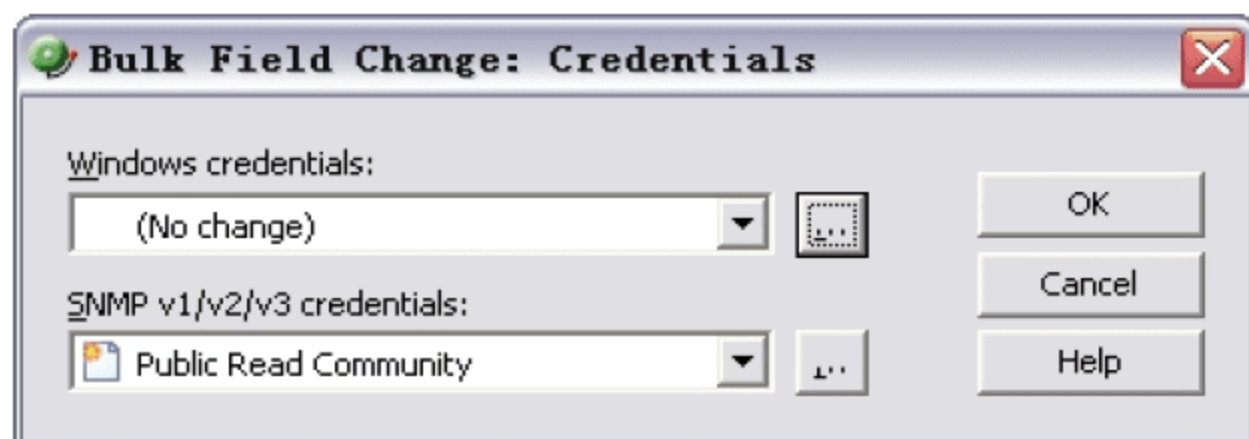 Bulk Field Change: Credentials
Windows credentials:
(No change)
...
OK
SNMP v1/v2/v3 credentials:
Cancel
Public Read Community
...
Help